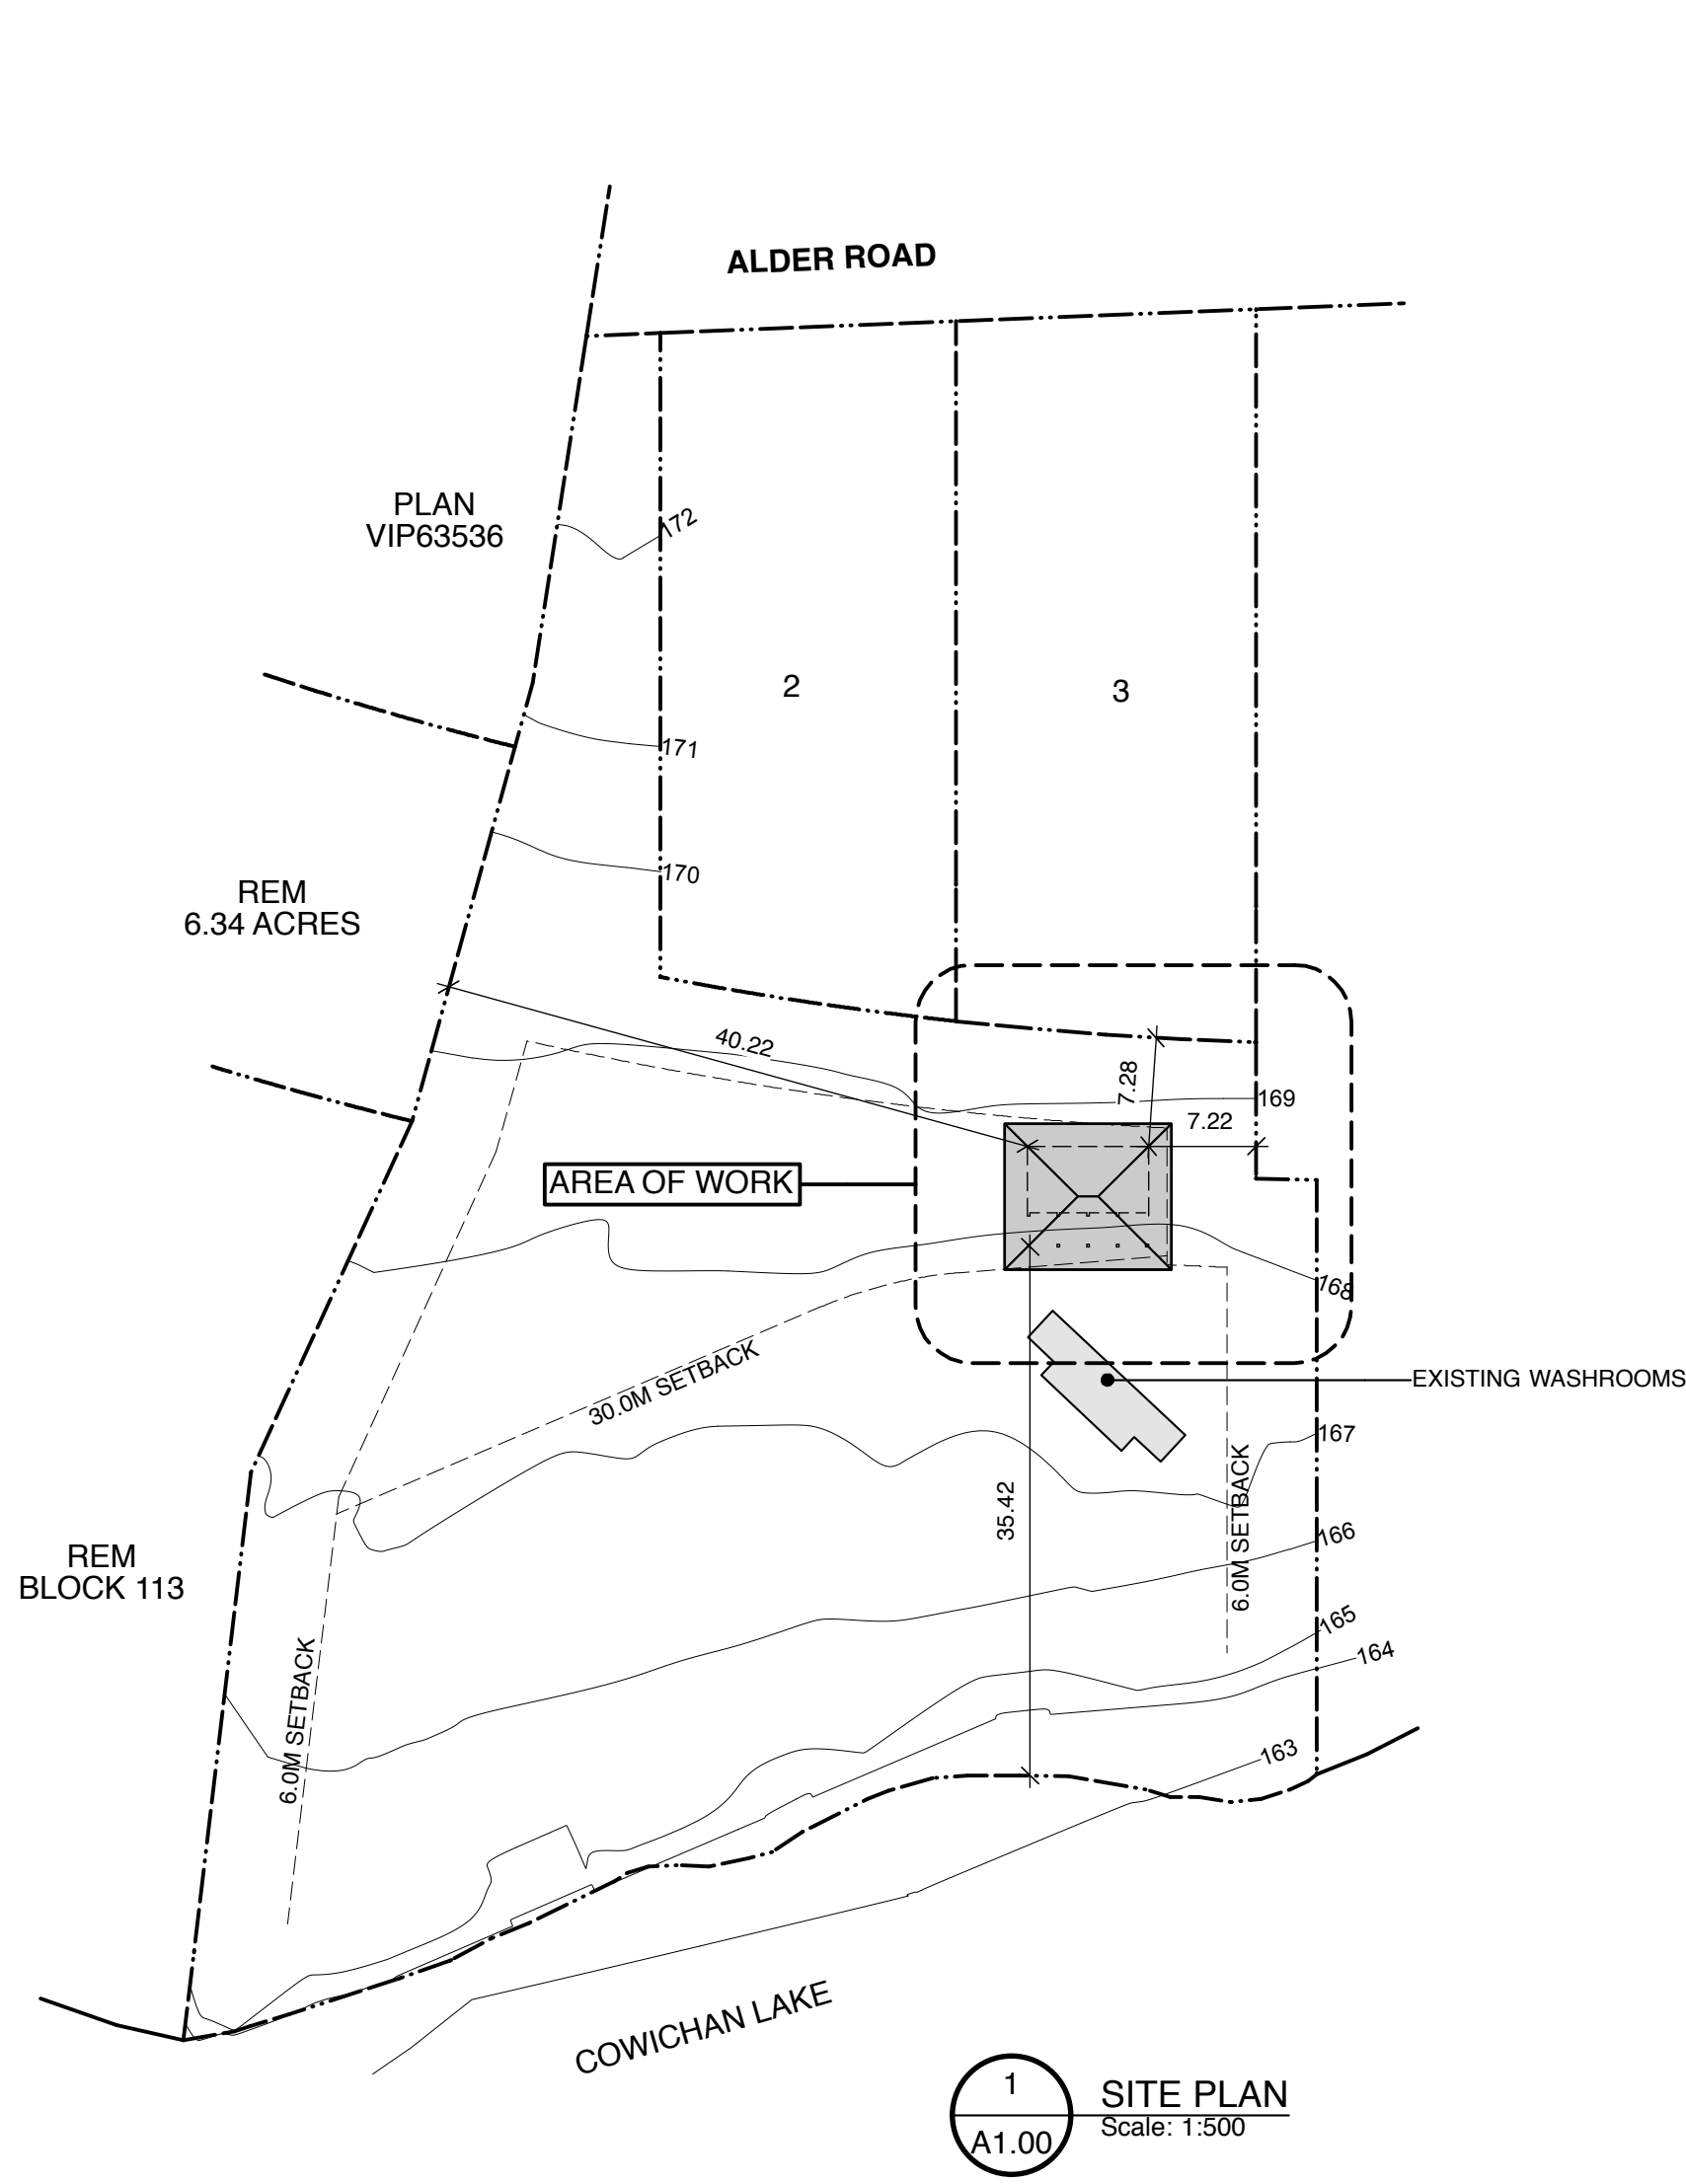 ALDER ROAD
PLAN
VIP63536
172
2
3
171
170
REM
6.34 ACRES
40.22
7.28
169
7.22
AREA OF WORK
168
30.0M SETBACK
EXISTING WASHROOMS
167
35.42
6.0M SETBACK
166
REM
BLOCK 113
165
164
6.0M SETBACK
163
COWICHAN LAKE
1
A1.00
SITE PLAN
Scale: 1:500